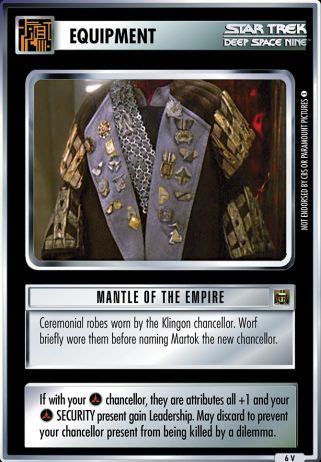 EQUIPMENT
STAR TREK
DEEP SPACE NINE
NOT ENDORSED BY CBS OR PARAMOUNT PICTURES
MANTLE OF THE EMPIRE
Ceremonial robes worn by the Klingon chancellor. Worf
briefly wore them before naming Martok the new chancellor.
If with your chancellor, they are attributes all +1 and your
SECURITY present gain Leadership. May discard to prevent
your chancellor present from being killed by a dilemma.
6 V